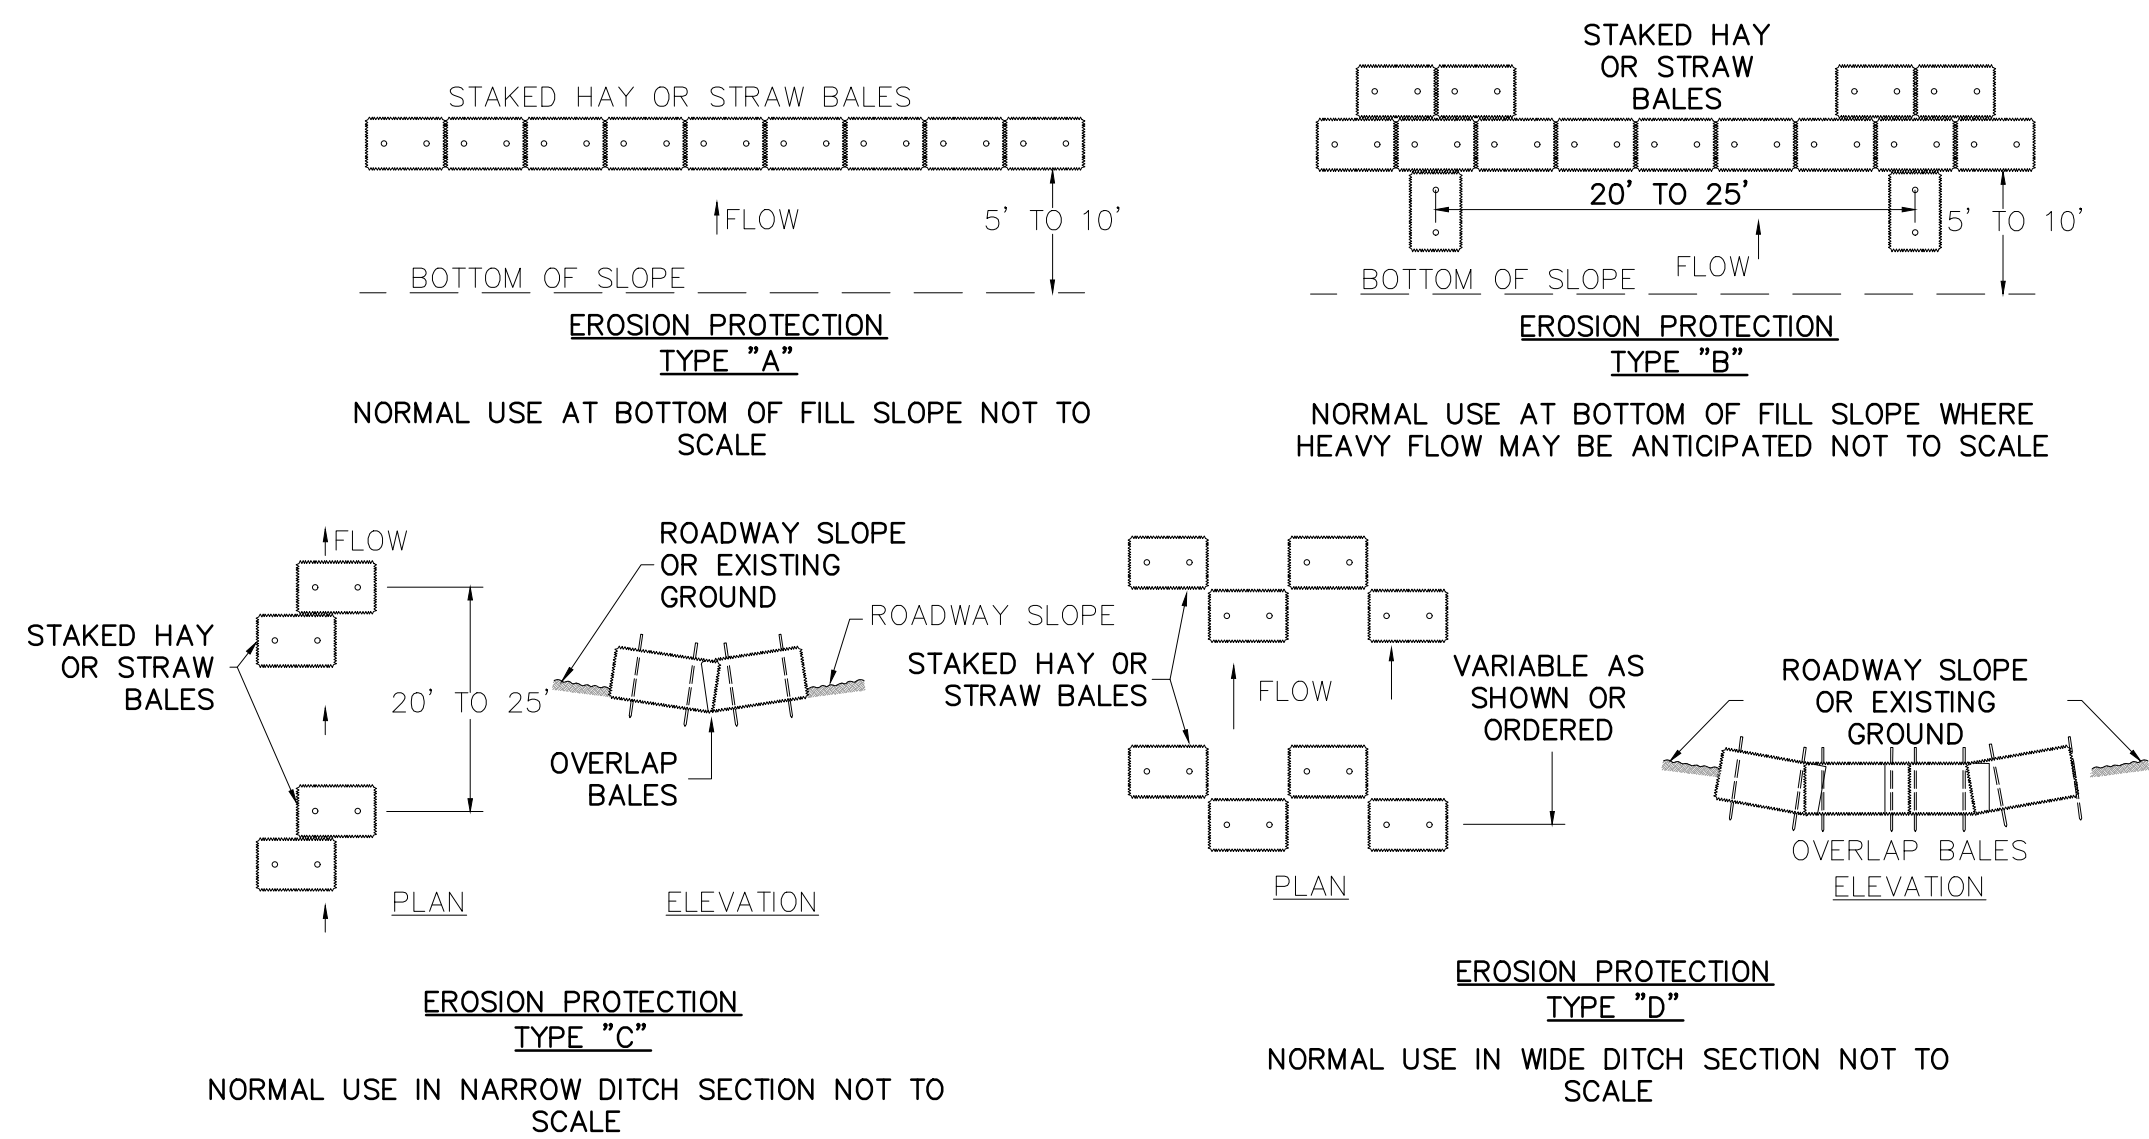 STAKED HAY OR STRAW BALES
FLOW
5' TO 10'
BOTTOM OF SLOPE
EROSION PROTECTION
TYPE "A"
NORMAL USE AT BOTTOM OF FILL SLOPE NOT TO
SCALE
STAKED HAY
OR STRAW
BALES
20' TO 25'
5' TO 10'
FLOW
BOTTOM OF SLOPE
EROSION PROTECTION
TYPE "B"
NORMAL USE AT BOTTOM OF FILL SLOPE WHERE
HEAVY FLOW MAY BE ANTICIPATED NOT TO SCALE
FLOW
STAKED HAY
OR STRAW
BALES
20' TO 25'
PLAN
ROADWAY SLOPE
OR EXISTING
GROUND
ROADWAY SLOPE
OVERLAP
BALES
ELEVATION
EROSION PROTECTION
TYPE "C"
NORMAL USE IN NARROW DITCH SECTION NOT TO
SCALE
STAKED HAY OR
STRAW BALES
FLOW
VARIABLE AS
SHOWN OR
ORDERED
PLAN
ROADWAY SLOPE
OR EXISTING
GROUND
OVERLAP BALES
ELEVATION
EROSION PROTECTION
TYPE "D"
NORMAL USE IN WIDE DITCH SECTION NOT TO
SCALE